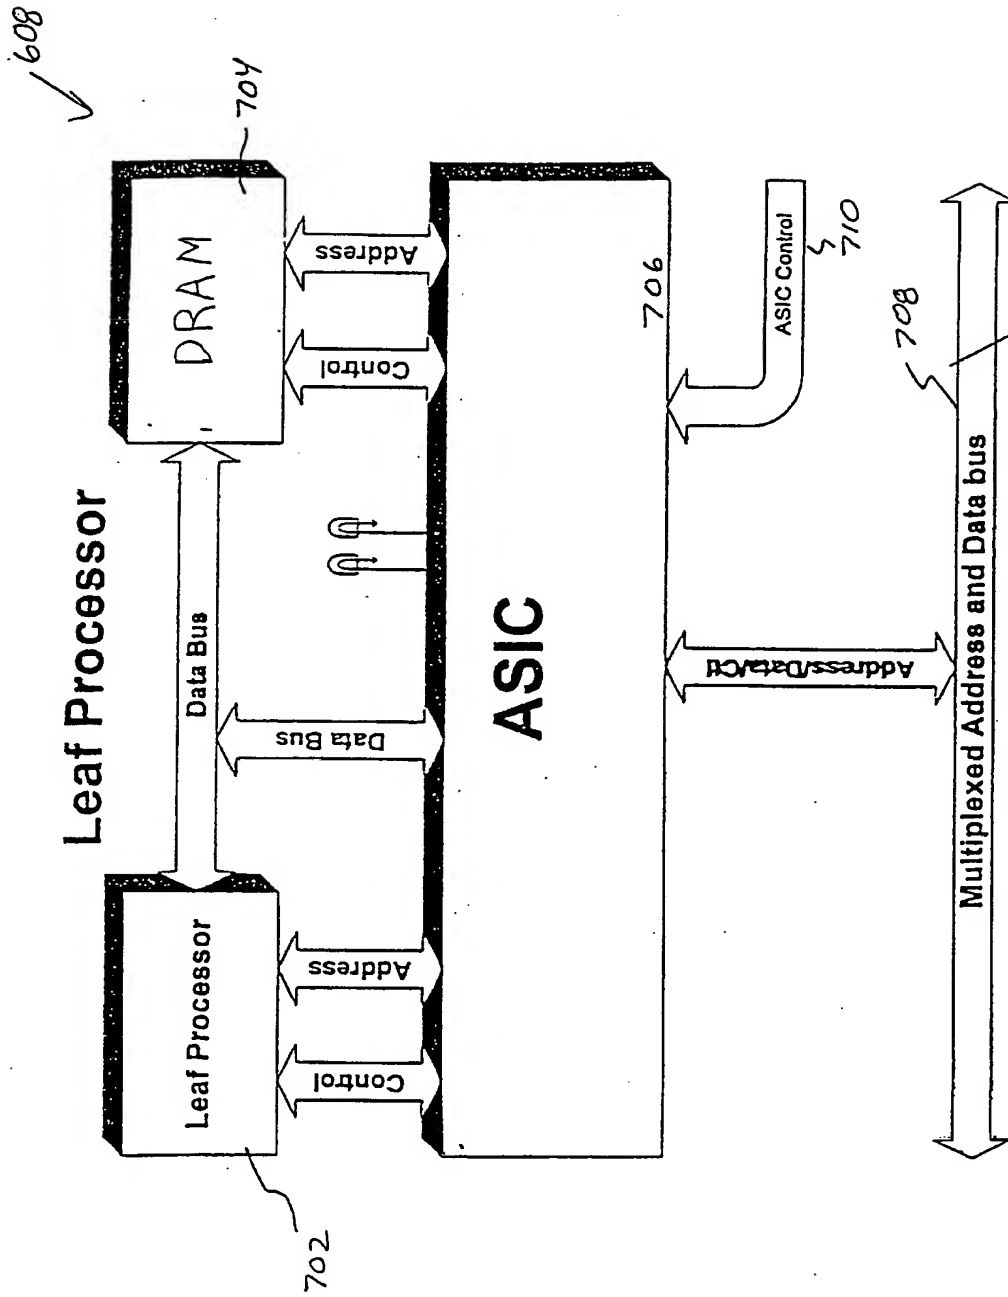 608
Leaf Processor
Leaf Processor
702
Data Bus
DRAM
704
Control
Address
Data Bus
Control
Address
ASIC
706
ASIC Control
710
Address/Data/Ctl
708
Multiplexed Address and Data bus